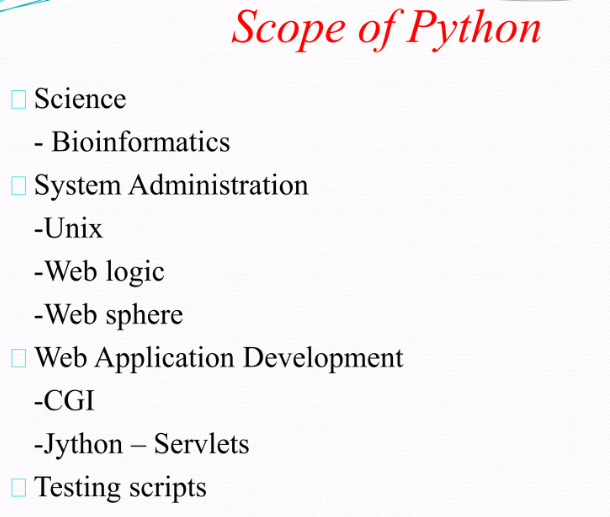 Scope of Python
Science
- Bioinformatics
System Administration
-Unix
-Web logic
-Web sphere
Web Application Development
-CGI
-Jython – Servlets
Testing scripts